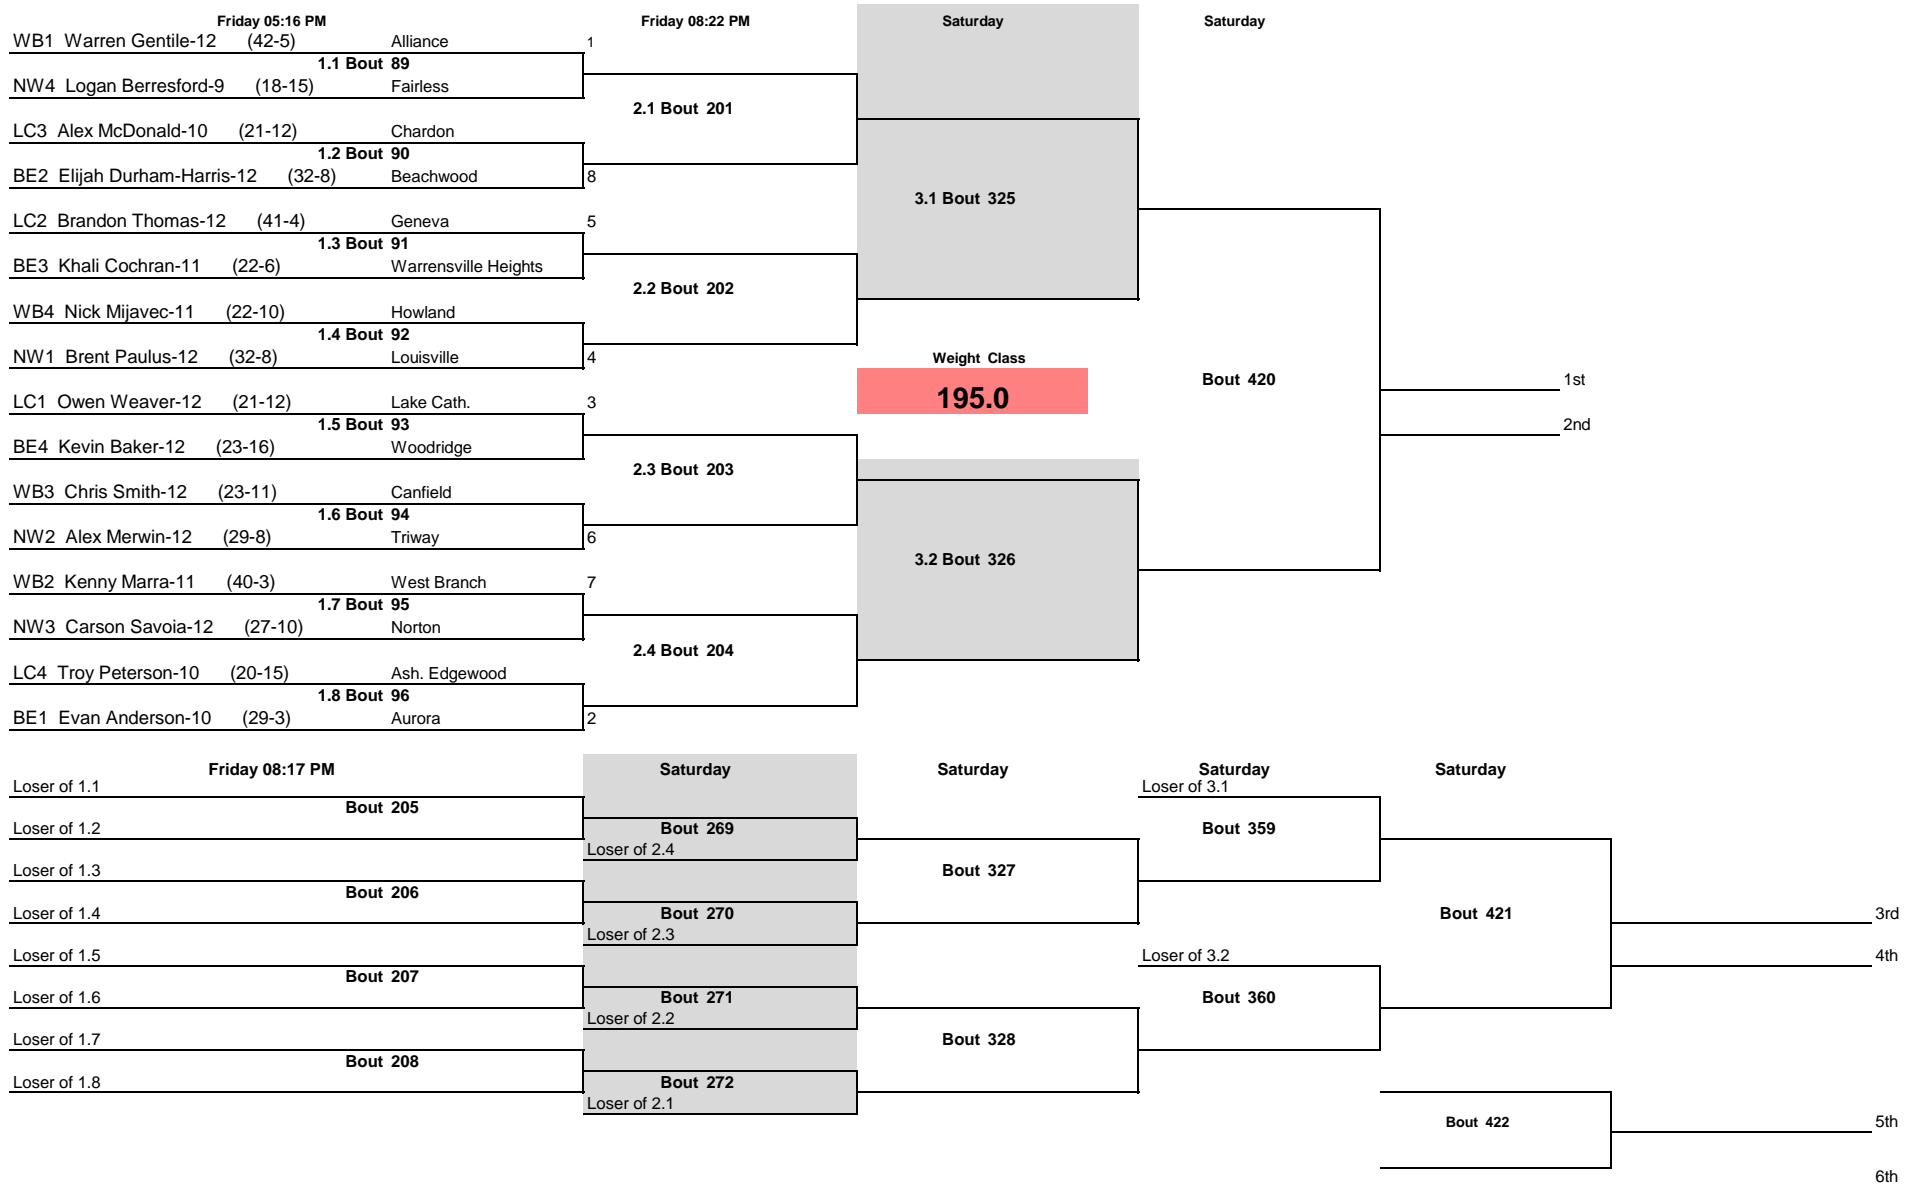 Friday 05:16 PM Friday 08:22 PM Saturday Saturday
WB1 Warren Gentile-12 (42-5) Alliance 1
1.1 Bout 89
NW4 Logan Berresford-9 (18-15) Fairless
2.1 Bout 201
LC3 Alex McDonald-10 (21-12) Chardon
1.2 Bout 90
BE2 Elijah Durham-Harris-12 (32-8) Beachwood 8
3.1 Bout 325
LC2 Brandon Thomas-12 (41-4) Geneva 5
1.3 Bout 91
BE3 Khali Cochran-11 (22-6) Warrensville Heights
2.2 Bout 202
WB4 Nick Mijavec-11 (22-10) Howland
1.4 Bout 92
NW1 Brent Paulus-12 (32-8) Louisville 4 Weight Class
Bout 420 1st
LC1 Owen Weaver-12 (21-12) Lake Cath. 3 195.0
1.5 Bout 93 2nd
BE4 Kevin Baker-12 (23-16) Woodridge
2.3 Bout 203
WB3 Chris Smith-12 (23-11) Canfield
1.6 Bout 94
NW2 Alex Merwin-12 (29-8) Triway 6
3.2 Bout 326
WB2 Kenny Marra-11 (40-3) West Branch 7
1.7 Bout 95
NW3 Carson Savoia-12 (27-10) Norton
2.4 Bout 204
LC4 Troy Peterson-10 (20-15) Ash. Edgewood
1.8 Bout 96
BE1 Evan Anderson-10 (29-3) Aurora 2
Friday 08:17 PM Saturday Saturday Saturday Saturday
Loser of 1.1 Loser of 3.1
Bout 205
Loser of 1.2 Bout 269 Bout 359
Loser of 2.4
Loser of 1.3 Bout 327
Bout 206
Loser of 1.4 Bout 270 Bout 421 3rd
Loser of 2.3
Loser of 1.5 Loser of 3.2 4th
Bout 207
Loser of 1.6 Bout 271 Bout 360
Loser of 2.2
Loser of 1.7 Bout 328
Bout 208
Loser of 1.8 Bout 272
Loser of 2.1
Bout 422 5th
6th